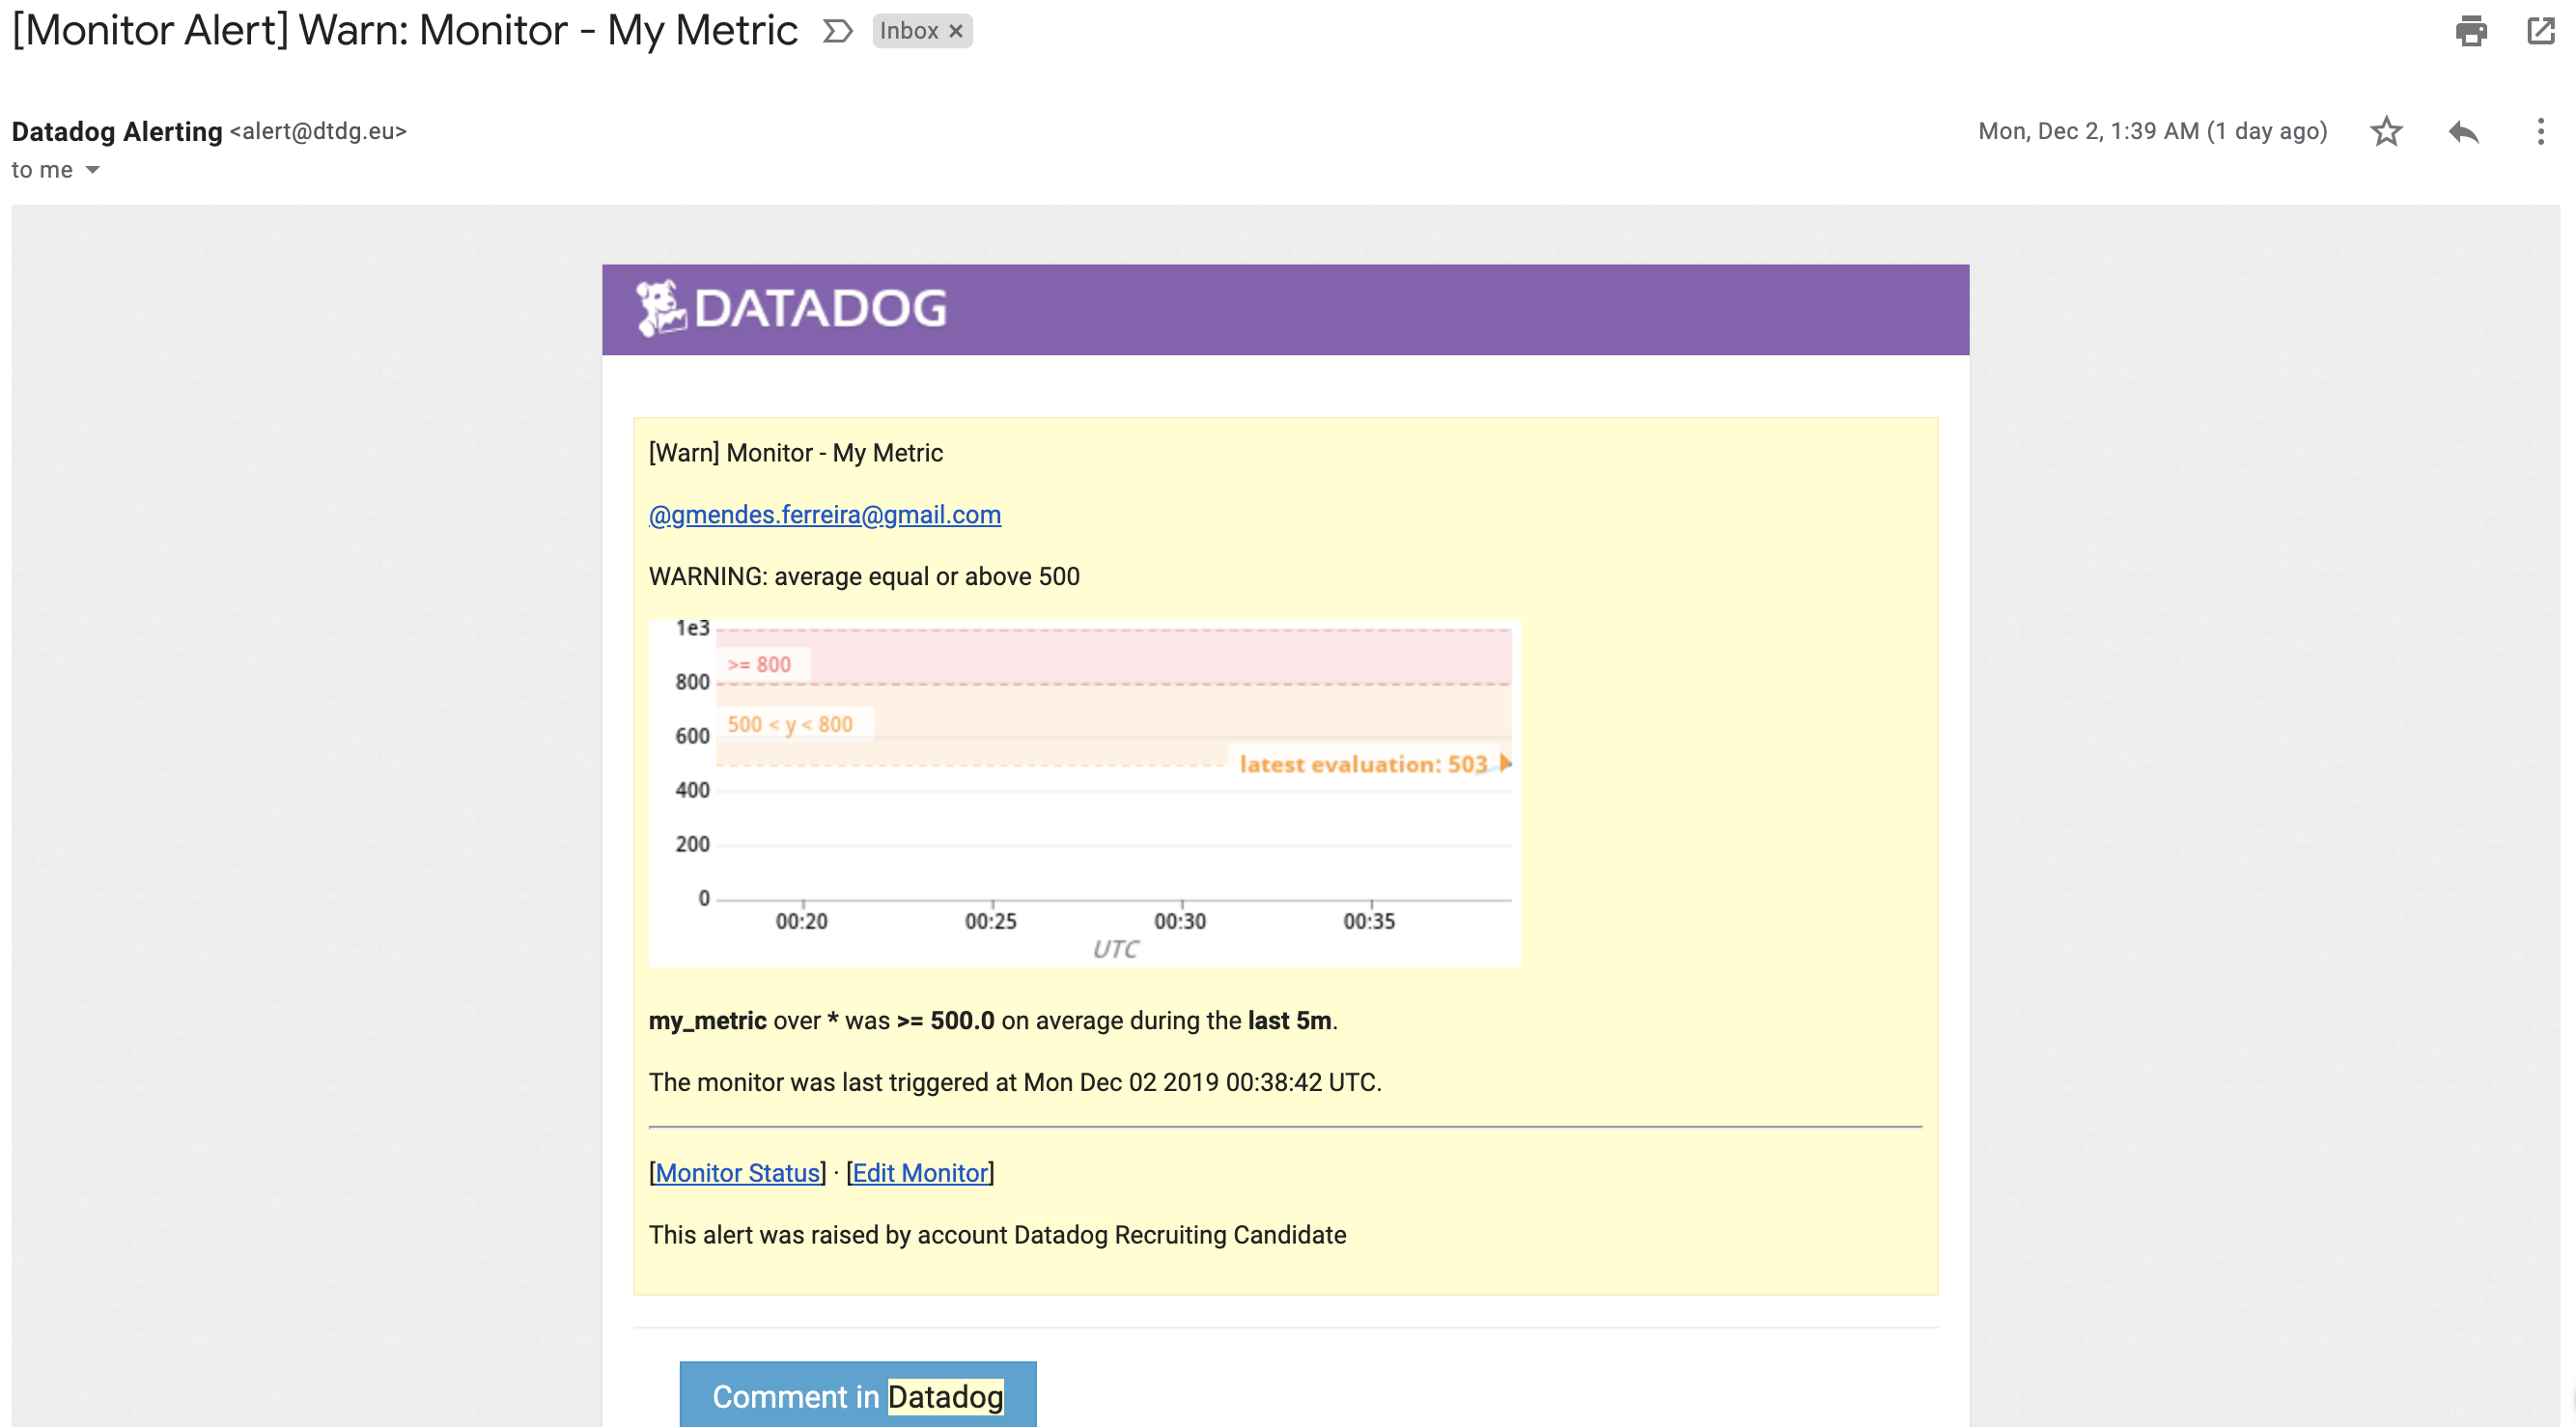 [Monitor Alert] Warn: Monitor - My Metric Inbox ×
Datadog Alerting <alert@dtdg.eu> Mon, Dec 2, 1:39 AM (1 day ago)
to me
DATADOG
[Warn] Monitor - My Metric
@gmendes.ferreira@gmail.com
WARNING: average equal or above 500
1e3
>= 800
800
500 < y < 800
600
latest evaluation: 503
400
200
0
00:20 00:25 00:30 00:35
UTC
my_metric over * was >= 500.0 on average during the last 5m.
The monitor was last triggered at Mon Dec 02 2019 00:38:42 UTC.
[Monitor Status] · [Edit Monitor]
This alert was raised by account Datadog Recruiting Candidate
Comment in Datadog